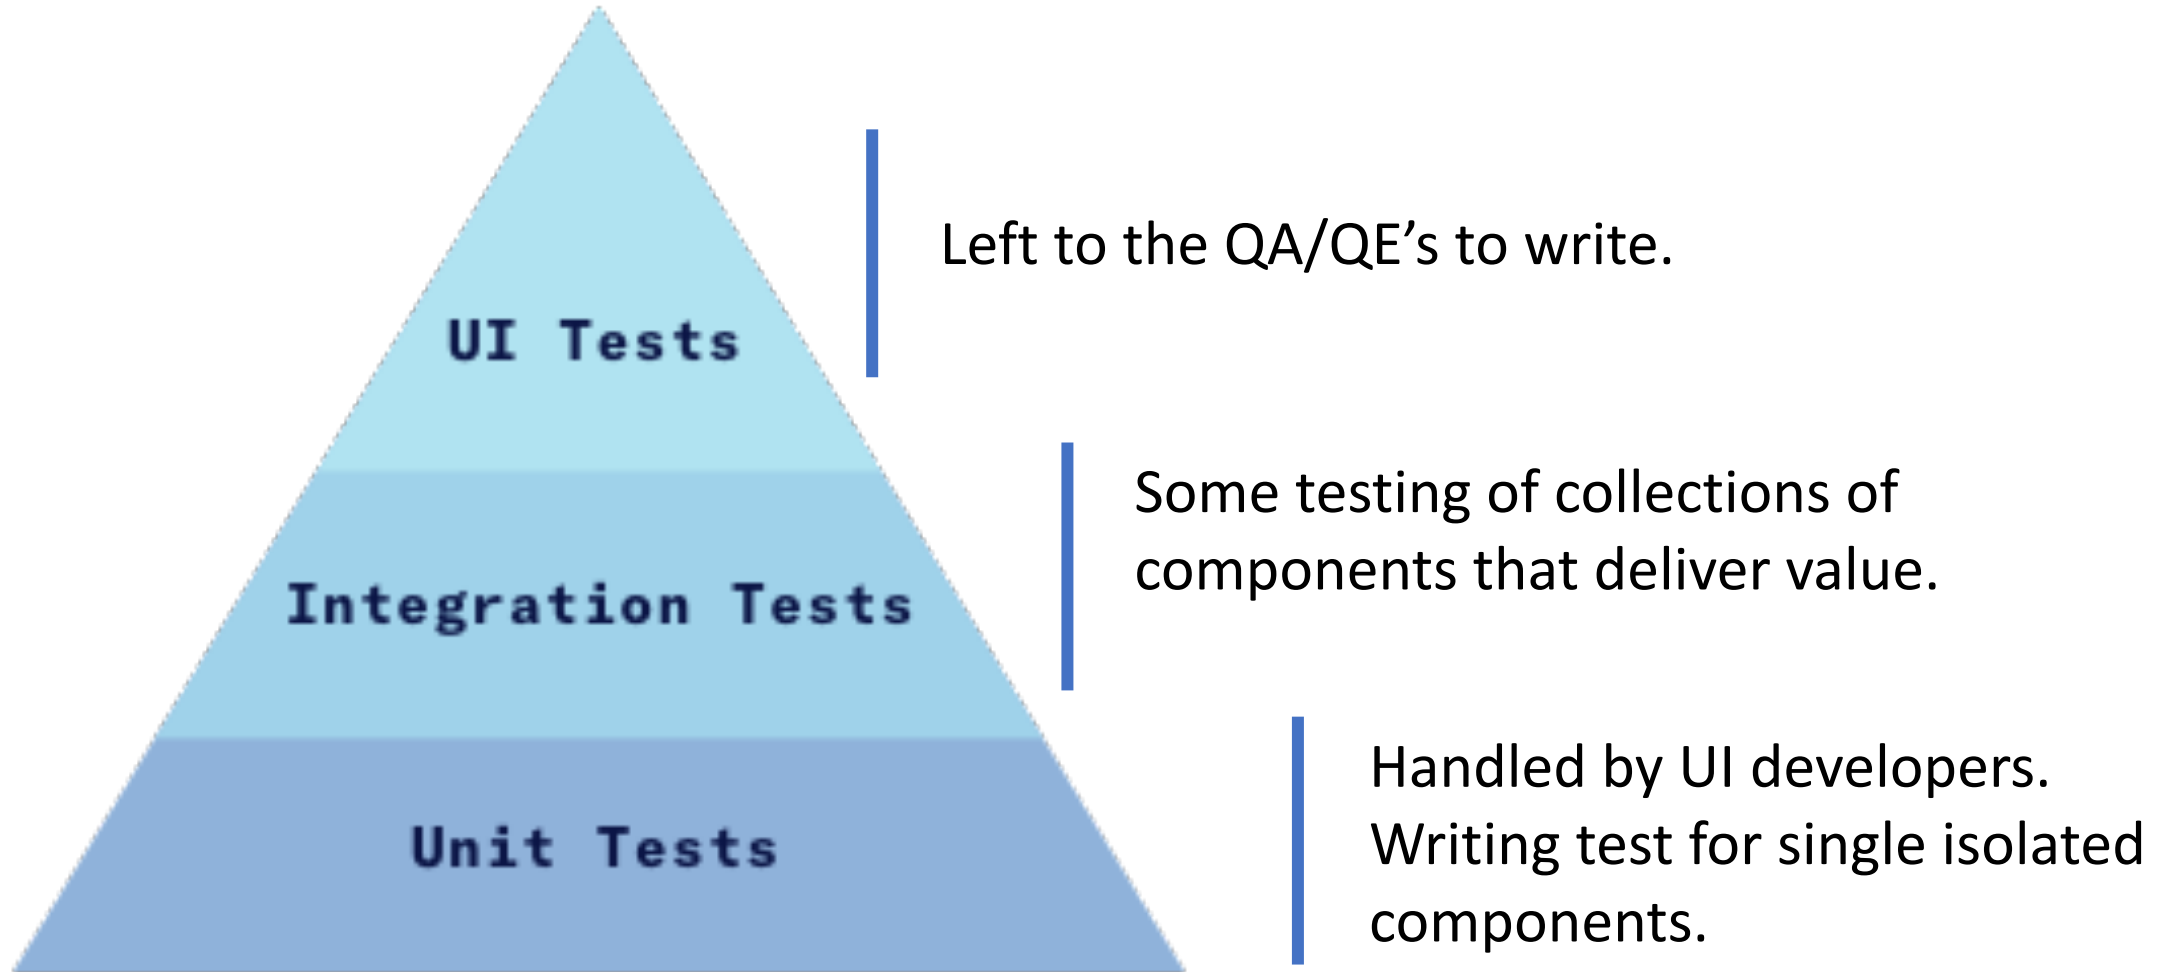 Left to the QA/QE’s to write.
UI Tests
Some testing of collections of
components that deliver value.
Integration Tests
Handled by UI developers.
Writing test for single isolated
components.
Unit Tests